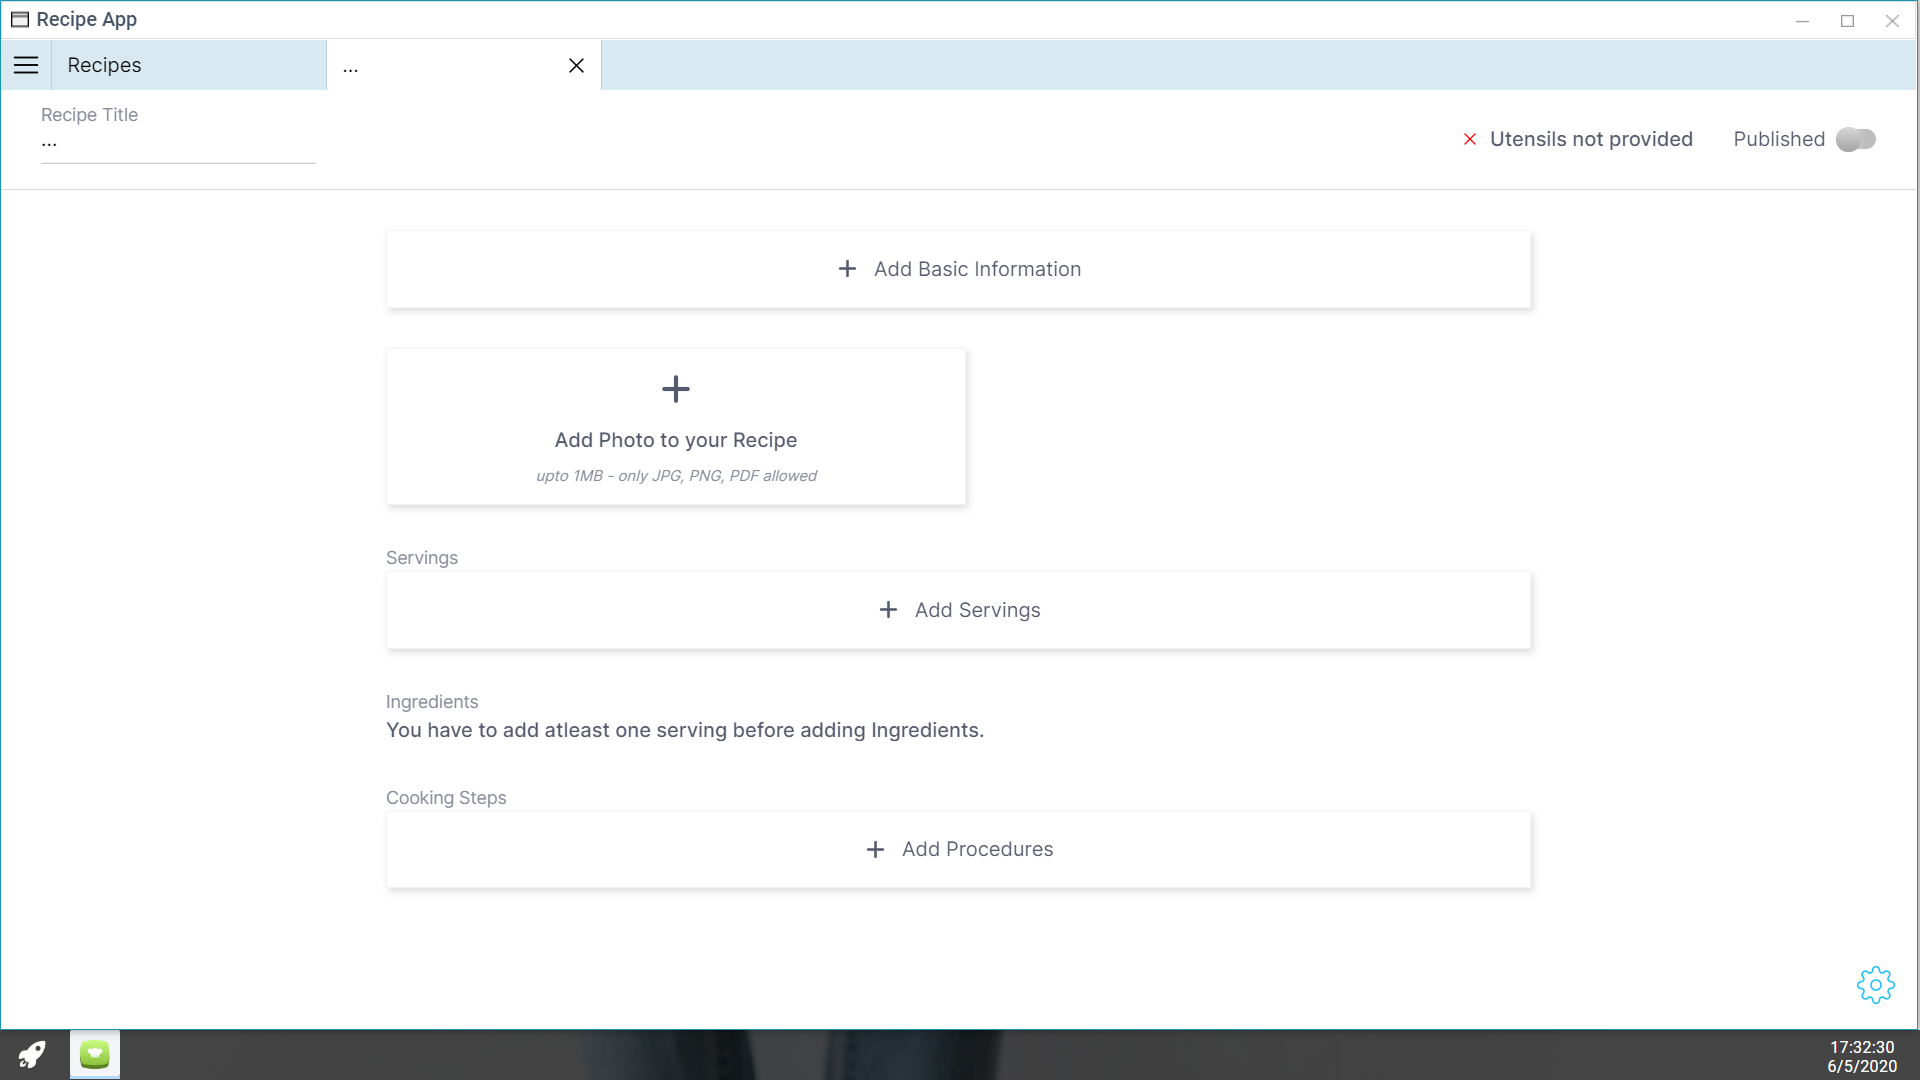 Recipe App
Recipes
...
Recipe Title
...
Utensils not provided
Published
Add Basic Information
Add Photo to your Recipe
upto 1MB - only JPG, PNG, PDF allowed
Servings
Add Servings
Ingredients
You have to add atleast one serving before adding Ingredients.
Cooking Steps
Add Procedures
17:32:30
6/5/2020